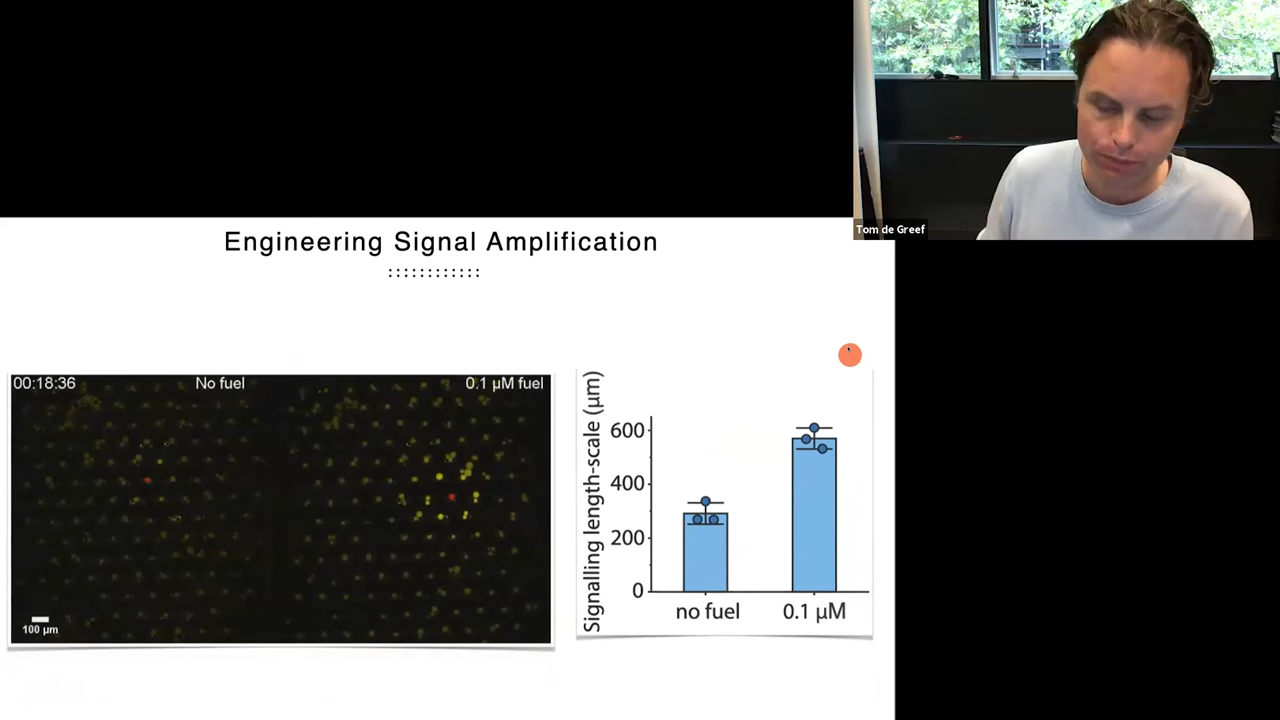 Tom de Greef
Engineering Signal Amplification
00:18:36 No fuel 0.1 µM fuel
100 µm
Signalling length-scale (µm)
600
400
200
0
no fuel 0.1 µM